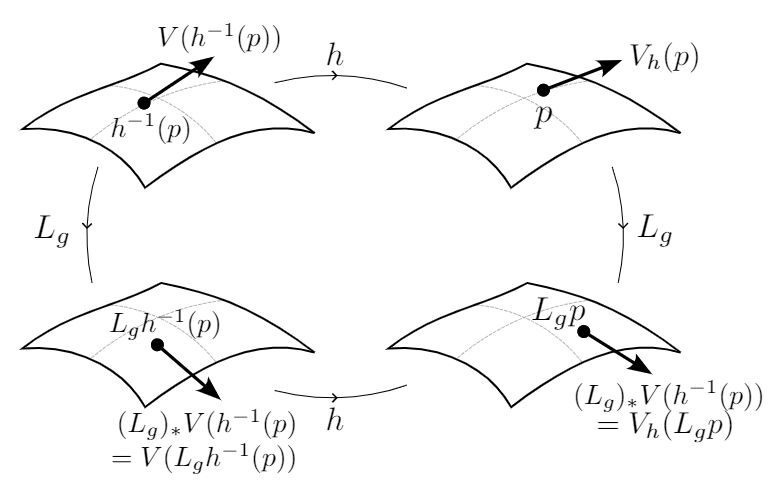 V(h⁻¹(p))
h
V_h(p)
h⁻¹(p)
p
L_g
L_g
L_g h⁻¹(p)
L_g p
(L_g)_* V(h⁻¹(p)
= V(L_g h⁻¹(p))
h
(L_g)_* V(h⁻¹(p))
= V_h(L_g p)